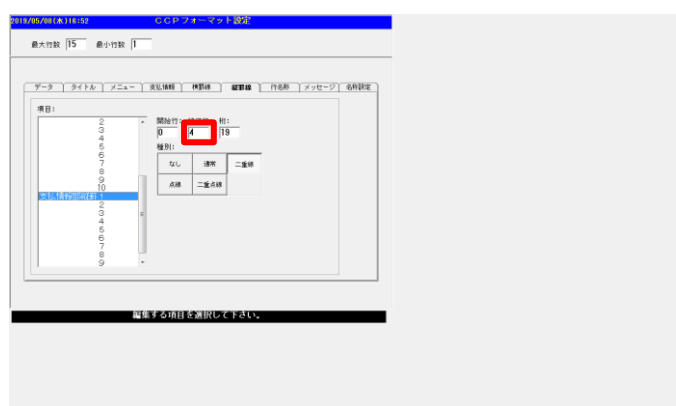 2019/05/08(水)16:52 CCPフォーマット設定
最大行数 15 最小行数 1
データ タイトル メニュー 支払情報 横罫線 縦罫線 行名称 メッセージ 名称設定
項目:
2
3
4
5
6
7
8
9
10
1
2
3
4
5
6
7
8
9
開始行: 桁:
0 4 19
種別:
なし 通常 二重線
点線 二重点線
編集する項目を選択して下さい。